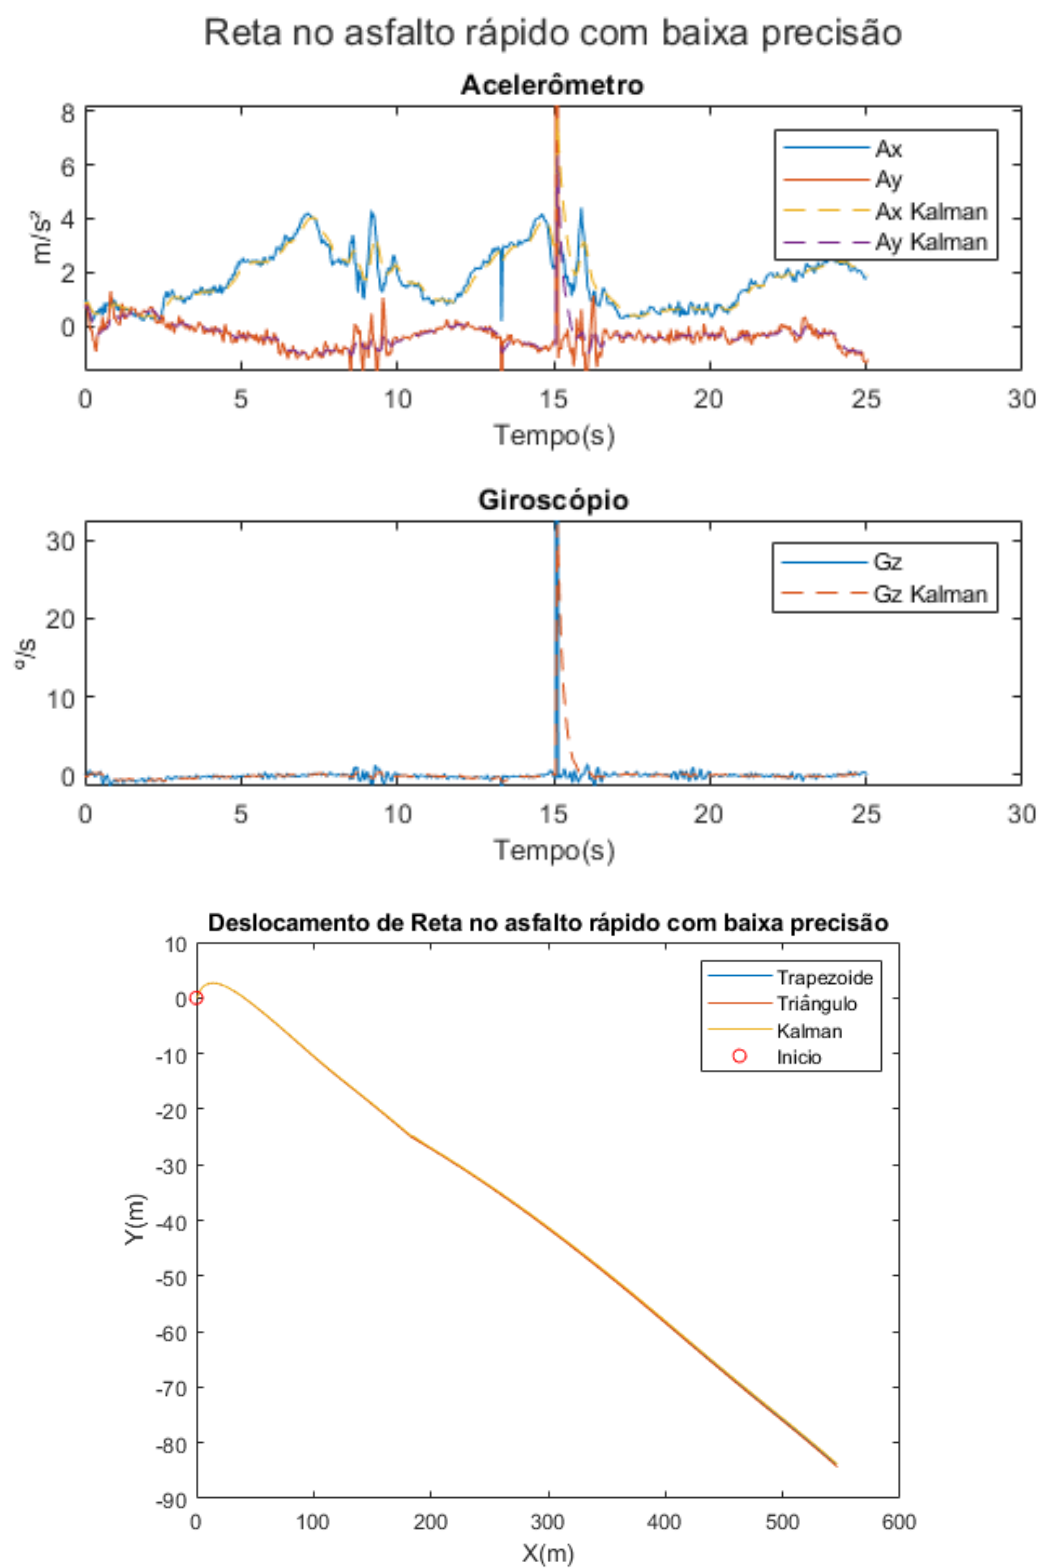 Reta no asfalto rápido com baixa precisão
Acelerômetro
8
6
4
2
0
m/s²
Ax
Ay
Ax Kalman
Ay Kalman
0 5 10 15 20 25 30
Tempo(s)
Giroscópio
30
20
10
0
º/s
Gz
Gz Kalman
0 5 10 15 20 25 30
Tempo(s)
Deslocamento de Reta no asfalto rápido com baixa precisão
10
0
-10
-20
-30
-40
-50
-60
-70
-80
-90
Y(m)
Trapezoide
Triângulo
Kalman
Inicio
0 100 200 300 400 500 600
X(m)